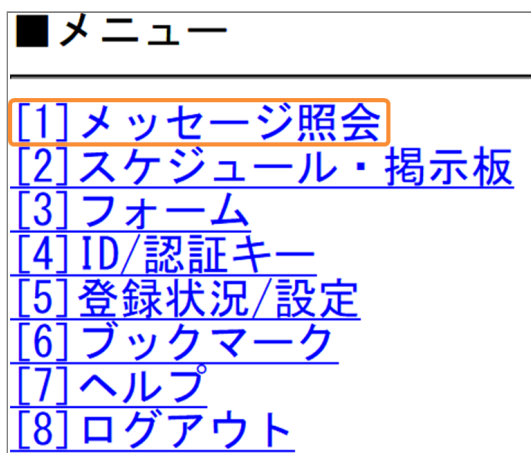 ■メニュー
[1]メッセージ照会
[2]スケジュール・掲示板
[3]フォーム
[4]ID/認証キー
[5]登録状況/設定
[6]ブックマーク
[7]ヘルプ
[8]ログアウト